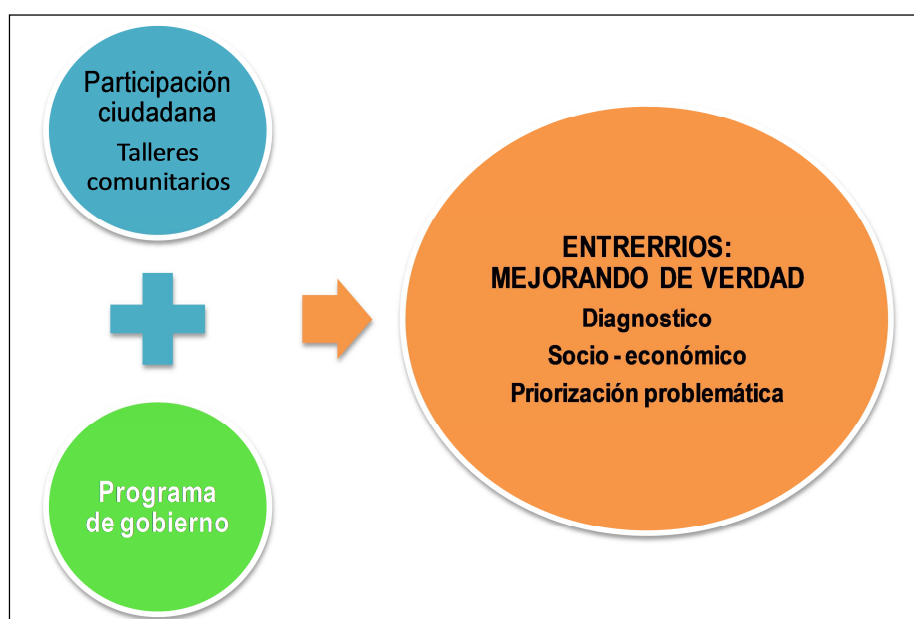 Participación
ciudadana
Talleres
comunitarios
Programa
de gobierno
ENTRERRIOS:
MEJORANDO DE VERDAD
Diagnostico
Socio - económico
Priorización problemática